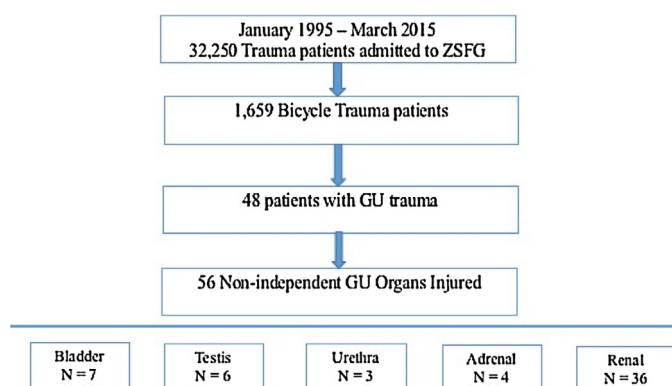 January 1995 – March 2015
32,250 Trauma patients admitted to ZSFG
1,659 Bicycle Trauma patients
48 patients with GU trauma
56 Non-independent GU Organs Injured
Bladder
N = 7
Testis
N = 6
Urethra
N = 3
Adrenal
N = 4
Renal
N = 36